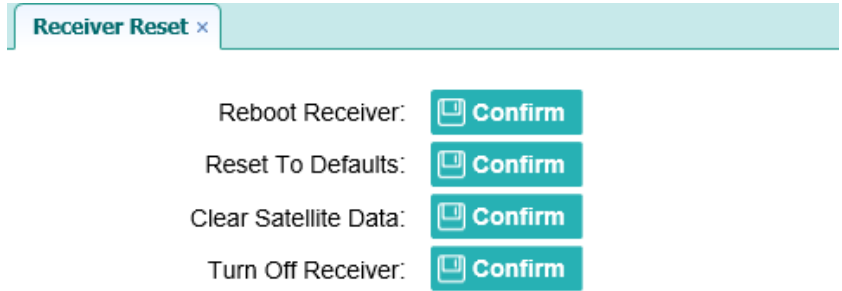 Receiver Reset ×
Reboot Receiver: Confirm
Reset To Defaults: Confirm
Clear Satellite Data: Confirm
Turn Off Receiver: Confirm